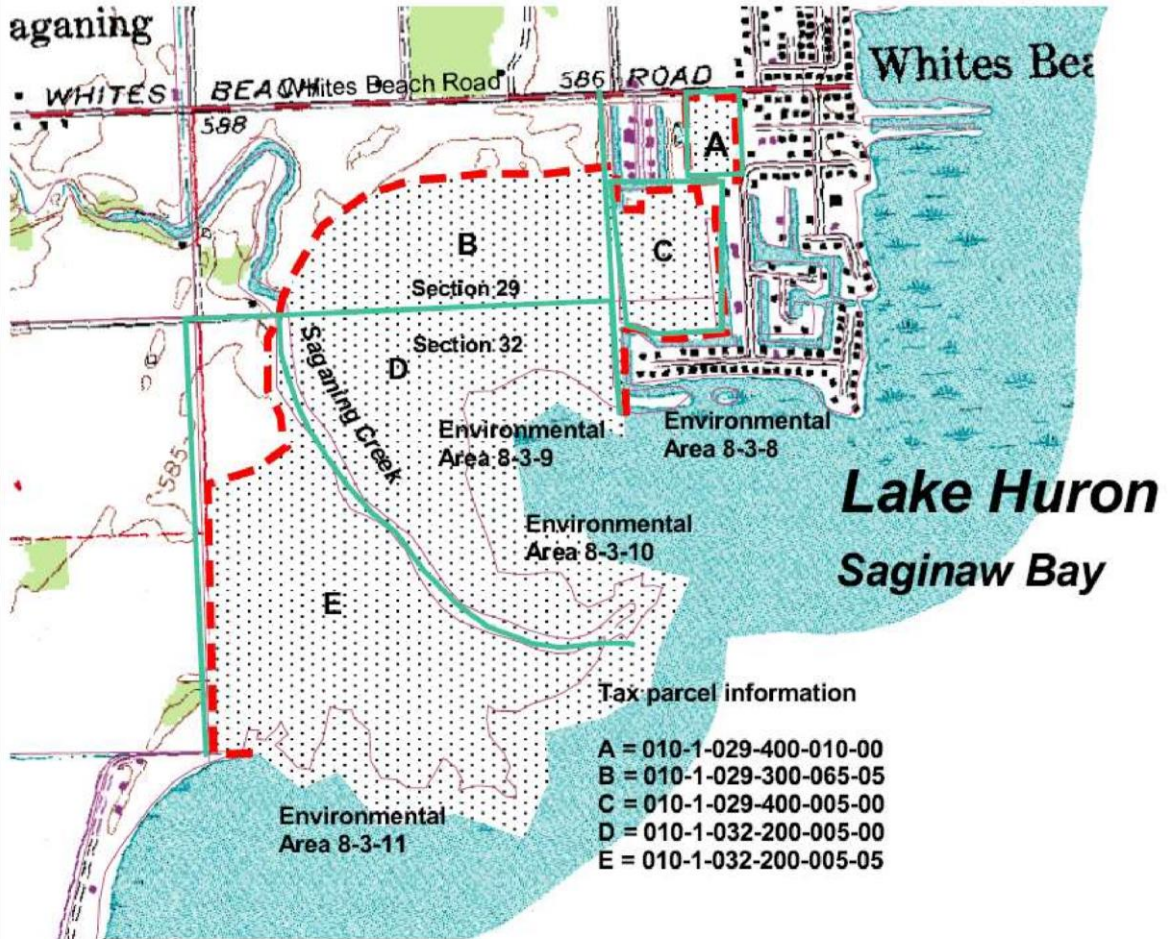 aganing
Whites Bea
WHITES BEACH Whites Beach Road 586 ROAD
588
A
B
C
Section 29
Section 32
D
Saganing Creek
Environmental
Area 8-3-9
Environmental
Area 8-3-8
585
Lake Huron
Environmental
Area 8-3-10
Saginaw Bay
E
Tax parcel information
A = 010-1-029-400-010-00
B = 010-1-029-300-065-05
C = 010-1-029-400-005-00
D = 010-1-032-200-005-00
E = 010-1-032-200-005-05
Environmental
Area 8-3-11